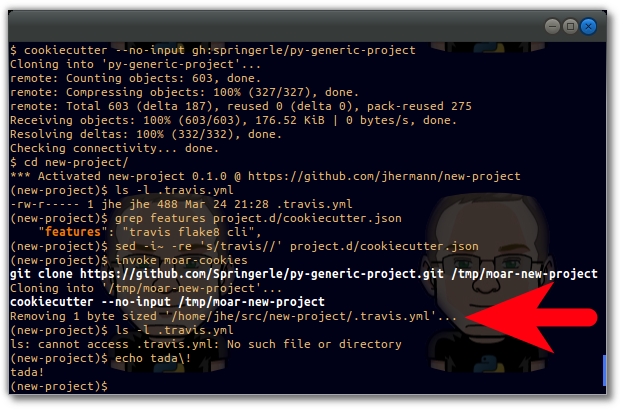 $ cookiecutter --no-input gh:springerle/py-generic-project
Cloning into 'py-generic-project'...
remote: Counting objects: 603, done.
remote: Compressing objects: 100% (327/327), done.
remote: Total 603 (delta 187), reused 0 (delta 0), pack-reused 275
Receiving objects: 100% (603/603), 176.52 KiB | 0 bytes/s, done.
Resolving deltas: 100% (332/332), done.
Checking connectivity... done.
$ cd new-project/
*** Activated new-project 0.1.0 @ https://github.com/jhermann/new-project
(new-project)$ ls -l .travis.yml
-rw-r----- 1 jhe jhe 488 Mar 24 21:28 .travis.yml
(new-project)$ grep features project.d/cookiecutter.json
    "features": "travis flake8 cli",
(new-project)$ sed -i~ -re 's/travis//' project.d/cookiecutter.json
(new-project)$ invoke moar-cookies
git clone https://github.com/Springerle/py-generic-project.git /tmp/moar-new-project
Cloning into '/tmp/moar-new-project'...
cookiecutter --no-input /tmp/moar-new-project
Removing 1 byte sized '/home/jhe/src/new-project/.travis.yml'...
(new-project)$ ls -l .travis.yml
ls: cannot access .travis.yml: No such file or directory
(new-project)$ echo tada\!
tada!
(new-project)$